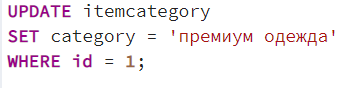 UPDATE itemcategory
SET category = 'премиум одежда'
WHERE id = 1;